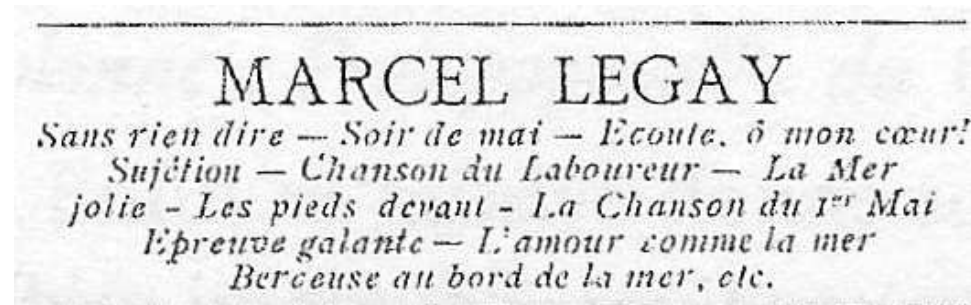 MARCEL LEGAY
Sans rien dire — Soir de mai — Ecoute, ô mon cœur!
Sujétion — Chanson du Laboureur — La Mer
jolie - Les pieds devant - La Chanson du 1er Mai
Epreuve galante — L'amour comme la mer
Berceuse au bord de la mer, etc.